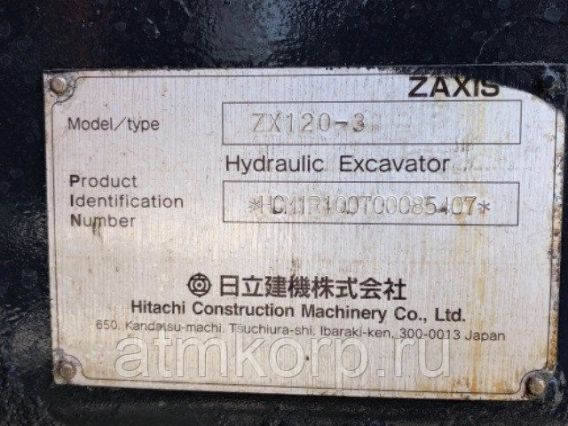 ZAXIS
Model/type ZX120-3
Hydraulic Excavator
Product
Identification
Number *HCM1R100T00085407*
日立建機株式会社
Hitachi Construction Machinery Co., Ltd.
650, Kandatsu-machi, Tsuchiura-shi, Ibaraki-ken, 300-0013 Japan
atmkorp.ru